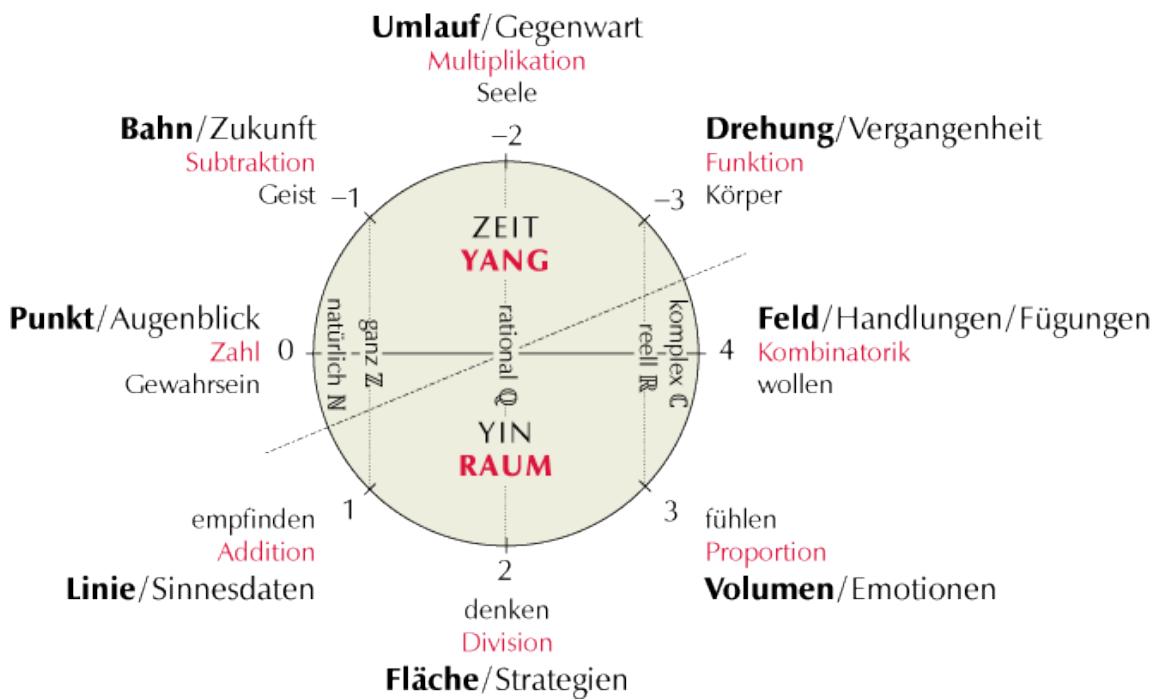 Umlauf/Gegenwart
Multiplikation
Seele
−2
Bahn/Zukunft
Subtraktion
Geist
−1
Drehung/Vergangenheit
Funktion
Körper
−3
ZEIT
YANG
Punkt/Augenblick
Zahl
Gewahrsein
0
natürlich ℕ
ganz ℤ
rational ℚ
reell ℝ
komplex ℂ
4
Feld/Handlungen/Fügungen
Kombinatorik
wollen
YIN
RAUM
1
empfinden
Addition
Linie/Sinnesdaten
2
denken
Division
Fläche/Strategien
3
fühlen
Proportion
Volumen/Emotionen